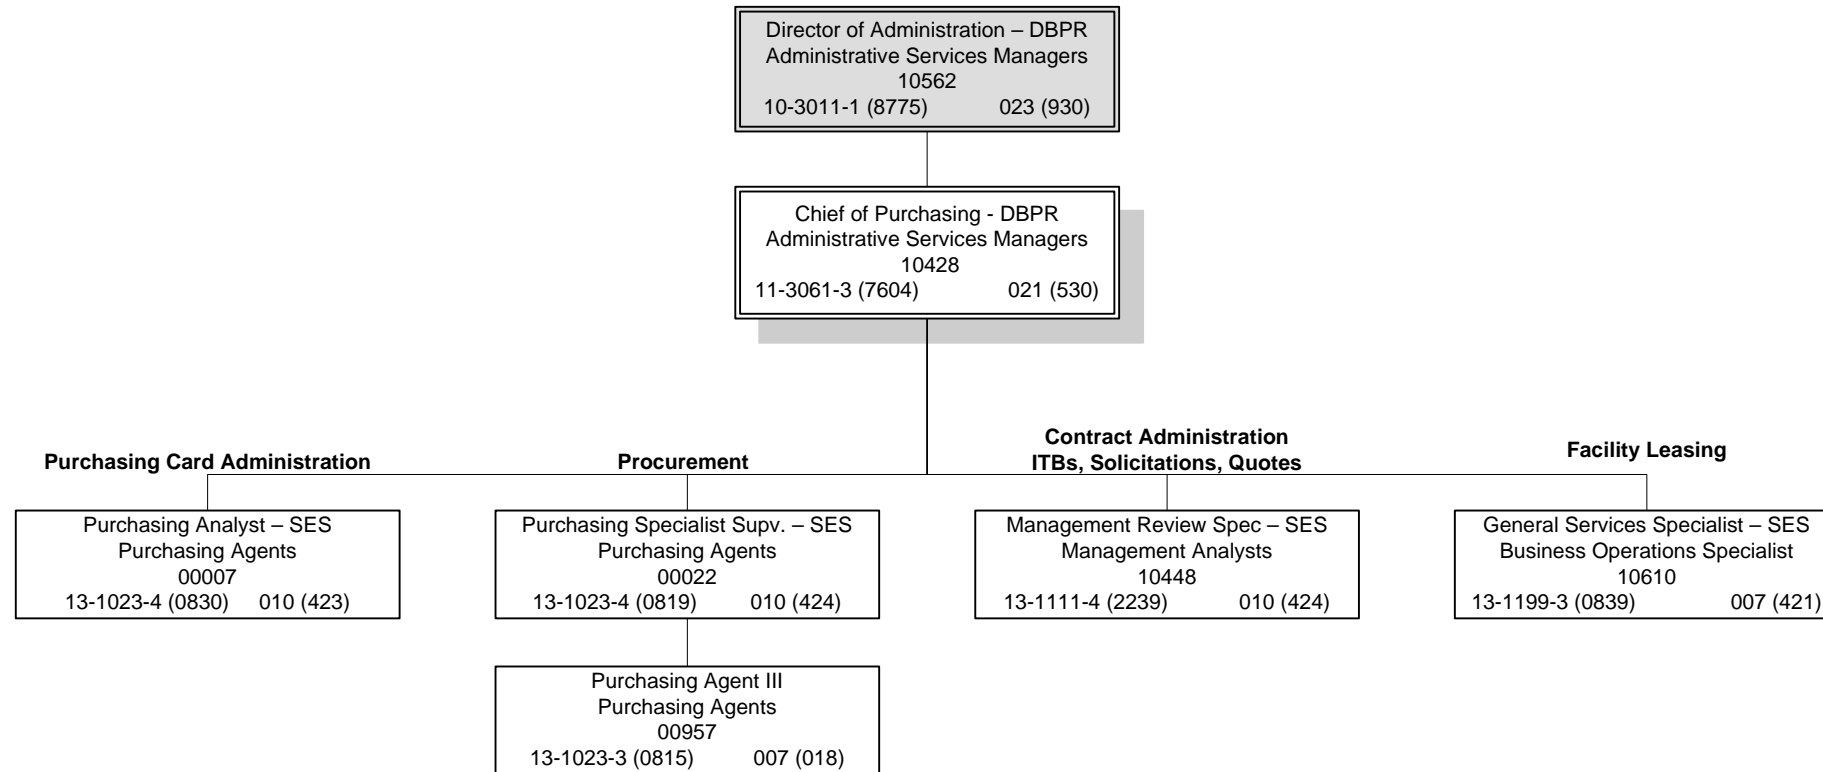 Director of Administration – DBPR
Administrative Services Managers
10562
10-3011-1 (8775) 023 (930)
Chief of Purchasing - DBPR
Administrative Services Managers
10428
11-3061-3 (7604) 021 (530)
Purchasing Card Administration
Purchasing Analyst – SES
Purchasing Agents
00007
13-1023-4 (0830) 010 (423)
Procurement
Purchasing Specialist Supv. – SES
Purchasing Agents
00022
13-1023-4 (0819) 010 (424)
Purchasing Agent III
Purchasing Agents
00957
13-1023-3 (0815) 007 (018)
Contract Administration
ITBs, Solicitations, Quotes
Management Review Spec – SES
Management Analysts
10448
13-1111-4 (2239) 010 (424)
Facility Leasing
General Services Specialist – SES
Business Operations Specialist
10610
13-1199-3 (0839) 007 (421)